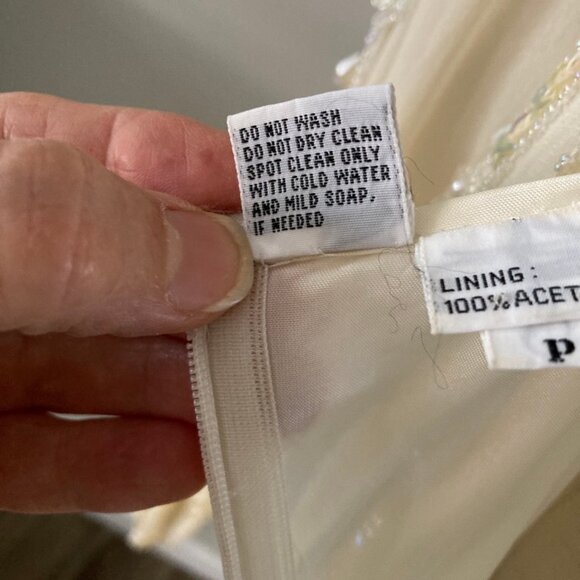 DO NOT WASH
DO NOT DRY CLEAN
SPOT CLEAN ONLY
WITH COLD WATER
AND MILD SOAP,
IF NEEDED
LINING:
100% ACET
P